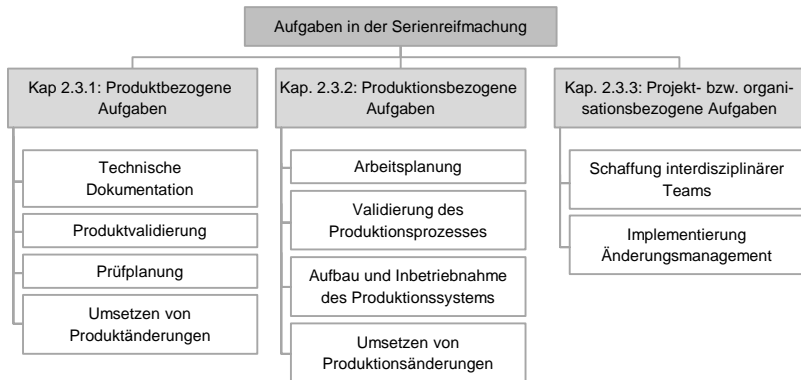 Aufgaben in der Serienreifmachung
Kap 2.3.1: Produktbezogene
Aufgaben
Technische
Dokumentation
Produktvalidierung
Prüfplanung
Umsetzen von
Produktänderungen
Kap. 2.3.2: Produktionsbezogene
Aufgaben
Arbeitsplanung
Validierung des
Produktionsprozesses
Aufbau und Inbetriebnahme
des Produktionssystems
Umsetzen von
Produktionsänderungen
Kap. 2.3.3: Projekt- bzw. organi-
sationsbezogene Aufgaben
Schaffung interdisziplinärer
Teams
Implementierung
Änderungsmanagement